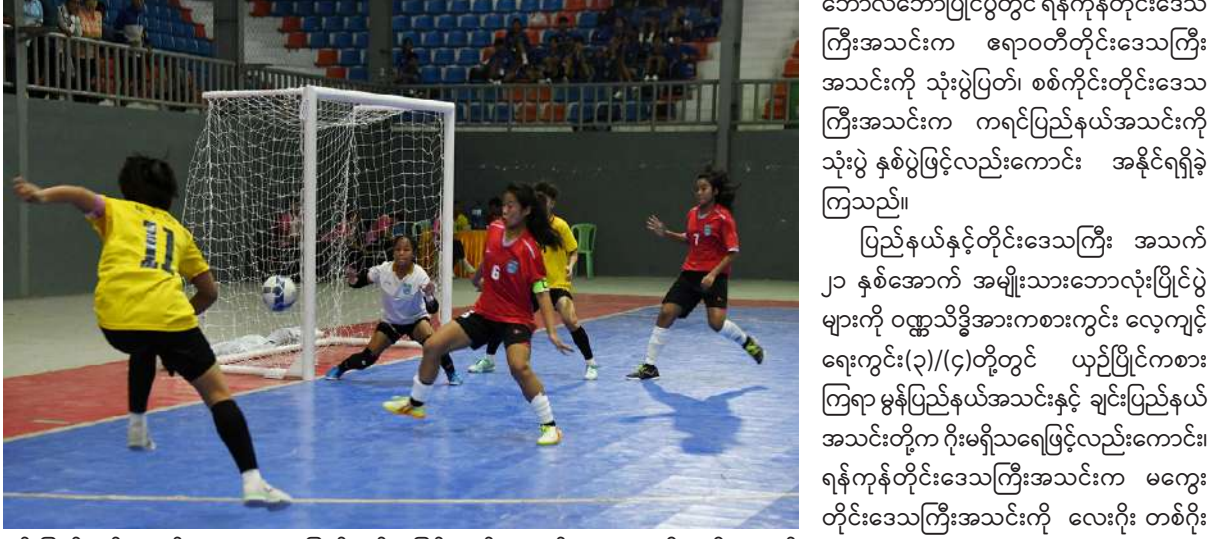 ဘောလီဘောပြိုင်ပွဲတွင် ရန်ကုန်တိုင်းဒေသ
ကြီးအသင်းက ဧရာဝတီတိုင်းဒေသကြီး
အသင်းကို သုံးပွဲပြတ်၊ စစ်ကိုင်းတိုင်းဒေသ
ကြီးအသင်းက ကရင်ပြည်နယ်အသင်းကို
သုံးပွဲ နှစ်ပွဲဖြင့်လည်းကောင်း အနိုင်ရရှိခဲ့
ကြသည်။
ပြည်နယ်နှင့်တိုင်းဒေသကြီး အသက်
၂၁ နှစ်အောက် အမျိုးသားဘောလုံးပြိုင်ပွဲ
များကို ဝဏ္ဏသိဒ္ဓိအားကစားကွင်း လေ့ကျင့်
ရေးကွင်း(၃)/(၄)တို့တွင် ယှဉ်ပြိုင်ကစား
ကြရာ မွန်ပြည်နယ်အသင်းနှင့် ချင်းပြည်နယ်
အသင်းတို့က ဂိုးမရှိသရေဖြင့်လည်းကောင်း၊
ရန်ကုန်တိုင်းဒေသကြီးအသင်းက မကွေး
တိုင်းဒေသကြီးအသင်းကို လေးဂိုး တစ်ဂိုး
11
6
7